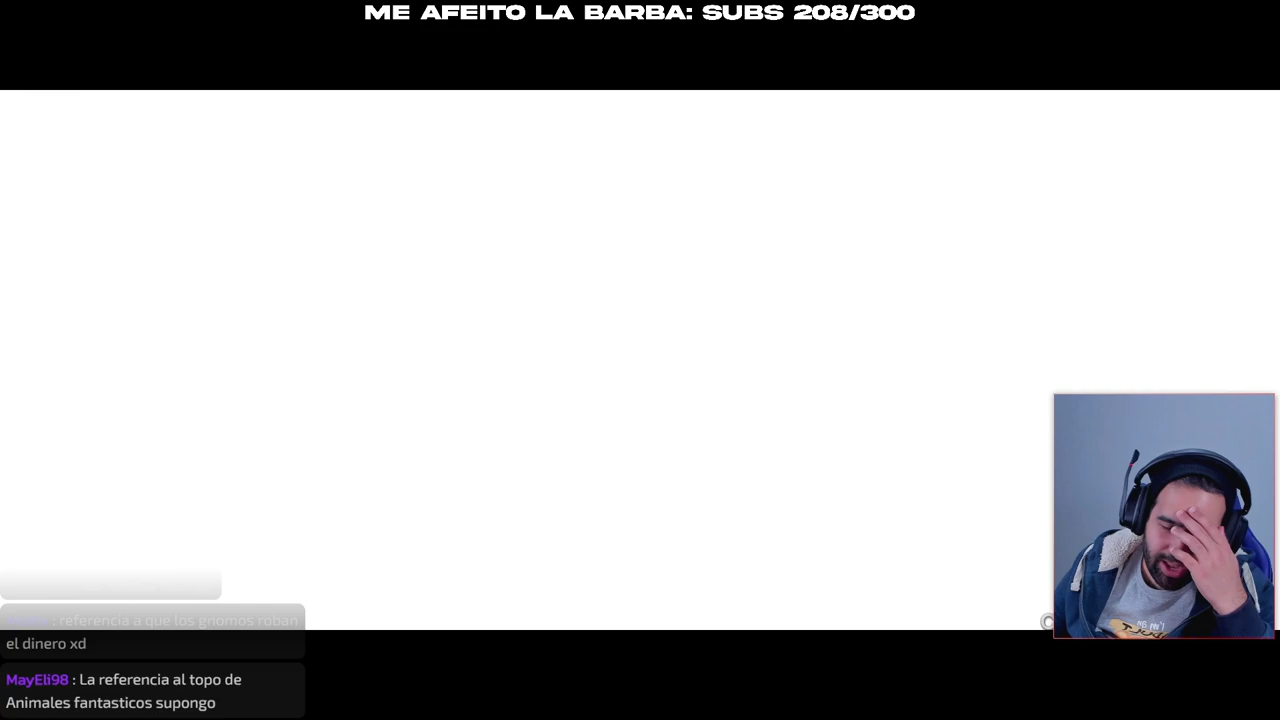 ME AFEITO LA BARBA: SUBS 208/300
: referencia a que los gnomos roban
el dinero xd
MayEli98 : La referencia al topo de
Animales fantasticos supongo